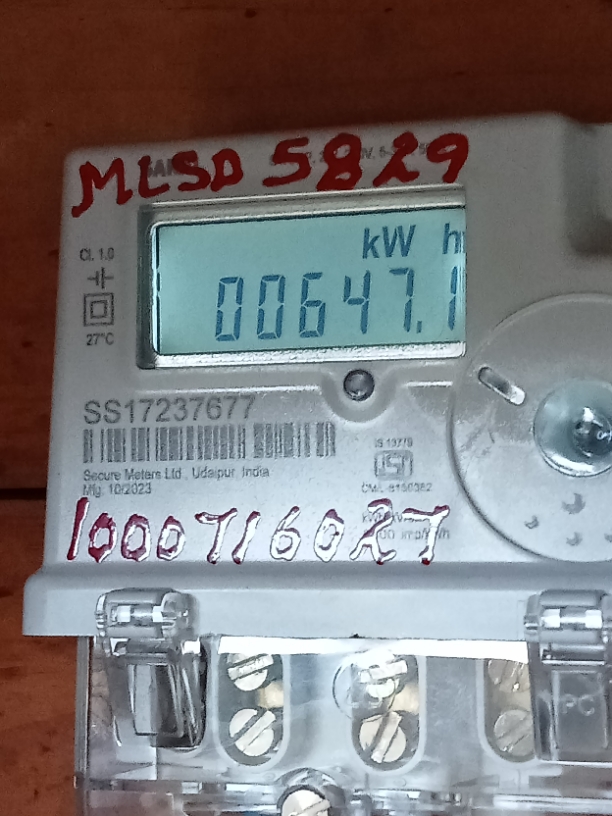 MLSD 5829
Cl. 1.0
kW h
00647.1
27°C
SS17237677
IS 13779
Secure Meters Ltd., Udaipur, India
Mfg. 10/2023
CM/L-8150382
1000716027